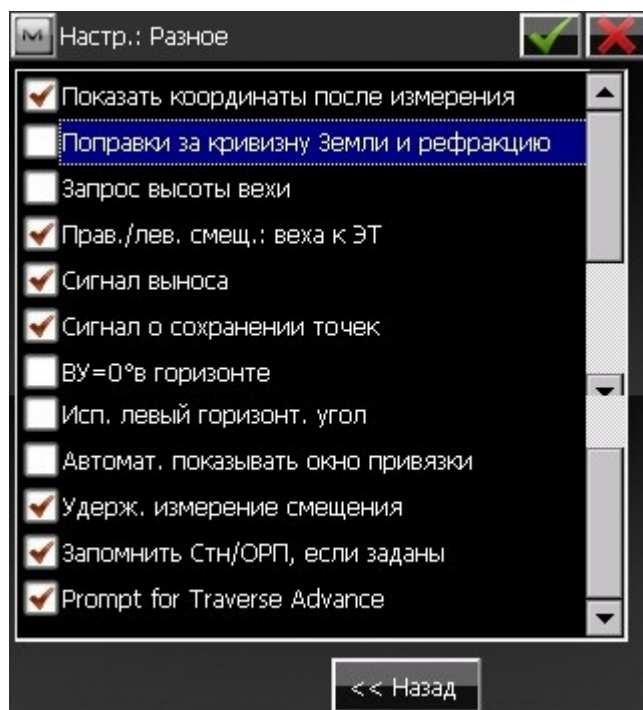 Настр.: Разное
Показать координаты после измерения
Поправки за кривизну Земли и рефракцию
Запрос высоты вехи
Прав./лев. смещ.: веха к ЭТ
Сигнал выноса
Сигнал о сохранении точек
ВУ=0°в горизонте
Исп. левый горизонт. угол
Автомат. показывать окно привязки
Удерж. измерение смещения
Запомнить Стн/ОРП, если заданы
Prompt for Traverse Advance
<< Назад